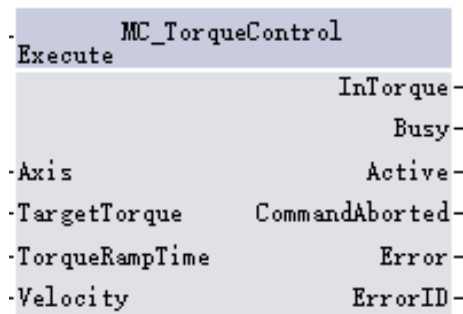 MC_TorqueControl
Execute
InTorque
Busy
Axis Active
TargetTorque CommandAborted
TorqueRampTime Error
Velocity ErrorID